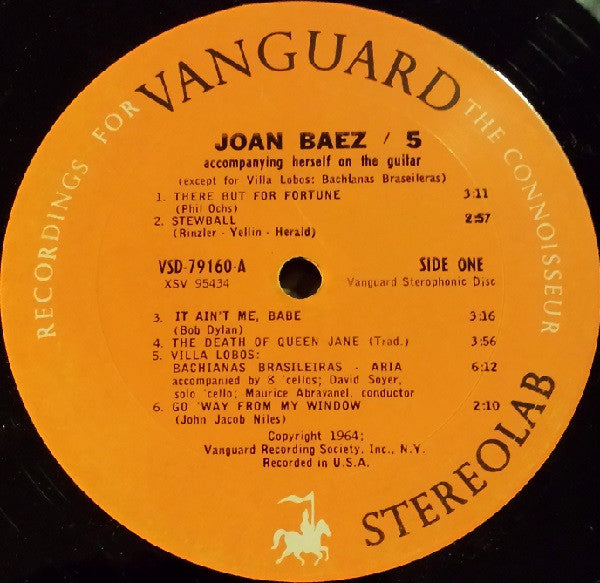 RECORDINGS FOR VANGUARD THE CONNOISSEUR
JOAN BAEZ / 5
accompanying herself on the guitar
(except for Villa Lobos: Bachianas Braseileras)
1. THERE BUT FOR FORTUNE 3:11
(Phil Ochs)
2. STEWBALL 2:57
(Rinzler - Yellin - Herald)
VSD-79160-A SIDE ONE
XSV 95434 Vanguard Sterophonic Disc
3. IT AIN'T ME, BABE 3:16
(Bob Dylan)
4. THE DEATH OF QUEEN JANE (Trad.) 3:56
5. VILLA LOBOS:
BACHIANAS BRASILEIRAS - ARIA 6:12
accompanied by 8 'cellos; David Soyer,
solo 'cello; Maurice Abravanel, conductor
6. GO 'WAY FROM MY WINDOW 2:10
(John Jacob Niles)
Copyright 1964;
Vanguard Recording Society, Inc., N.Y.
Recorded in U.S.A.
STEREOLAB